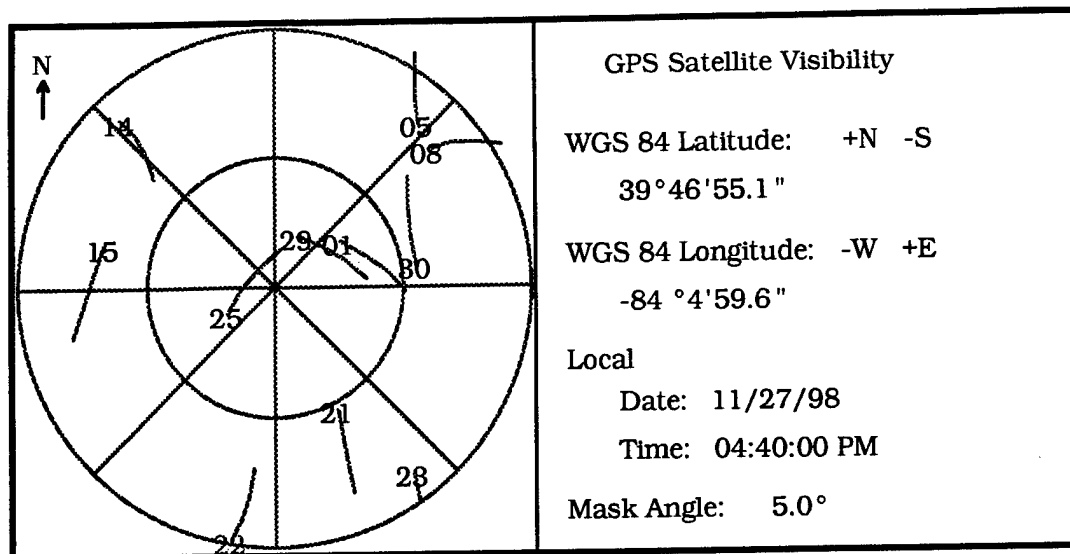 N
14
05
08
15
29
01
30
25
21
23
22
GPS Satellite Visibility
WGS 84 Latitude: +N -S
39°46'55.1"
WGS 84 Longitude: -W +E
-84 °4'59.6"
Local
Date: 11/27/98
Time: 04:40:00 PM
Mask Angle: 5.0°